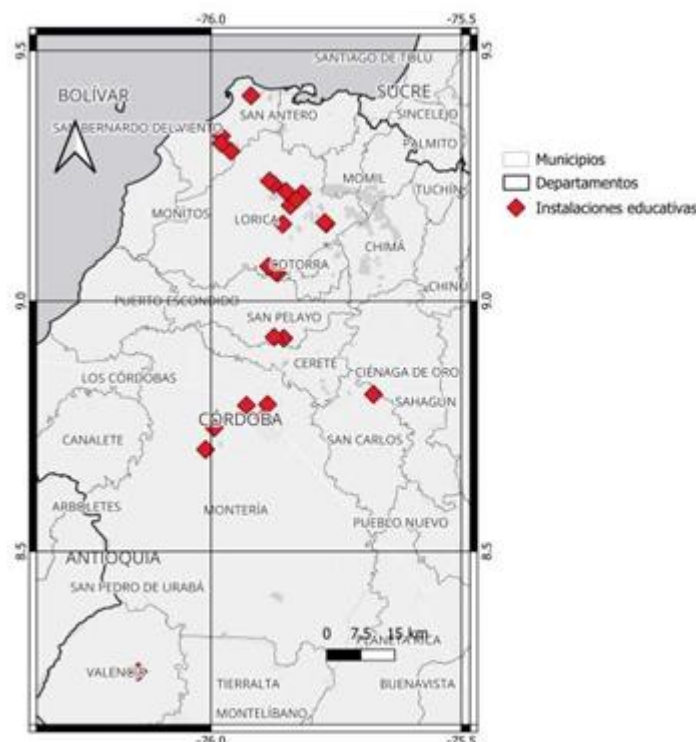 -76.0
-75.5
9.5
9.5
SANTIAGO DE TOLÚ
BOLÍVAR
SUCRE
SAN ANTERO
SINCELEJO
SAN BERNARDO DEL VIENTO
PALMITO
MOMIL
TUCHÍN
MOÑITOS
LORICA
CHIMÁ
COTORRA
CHINÚ
9.0
9.0
PUERTO ESCONDIDO
SAN PELAYO
CERETÉ
CIÉNAGA DE ORO
LOS CÓRDOBAS
SAHAGÚN
CÓRDOBA
CANALETE
SAN CARLOS
ARBOLETES
MONTERÍA
PUEBLO NUEVO
8.5
8.5
ANTIOQUIA
SAN PEDRO DE URABÁ
0 7.5 15 km
PLANETA RICA
VALENCIA
TIERRALTA
BUENAVISTA
MONTELÍBANO
-76.0
-75.5
Municipios
Departamentos
Instalaciones educativas